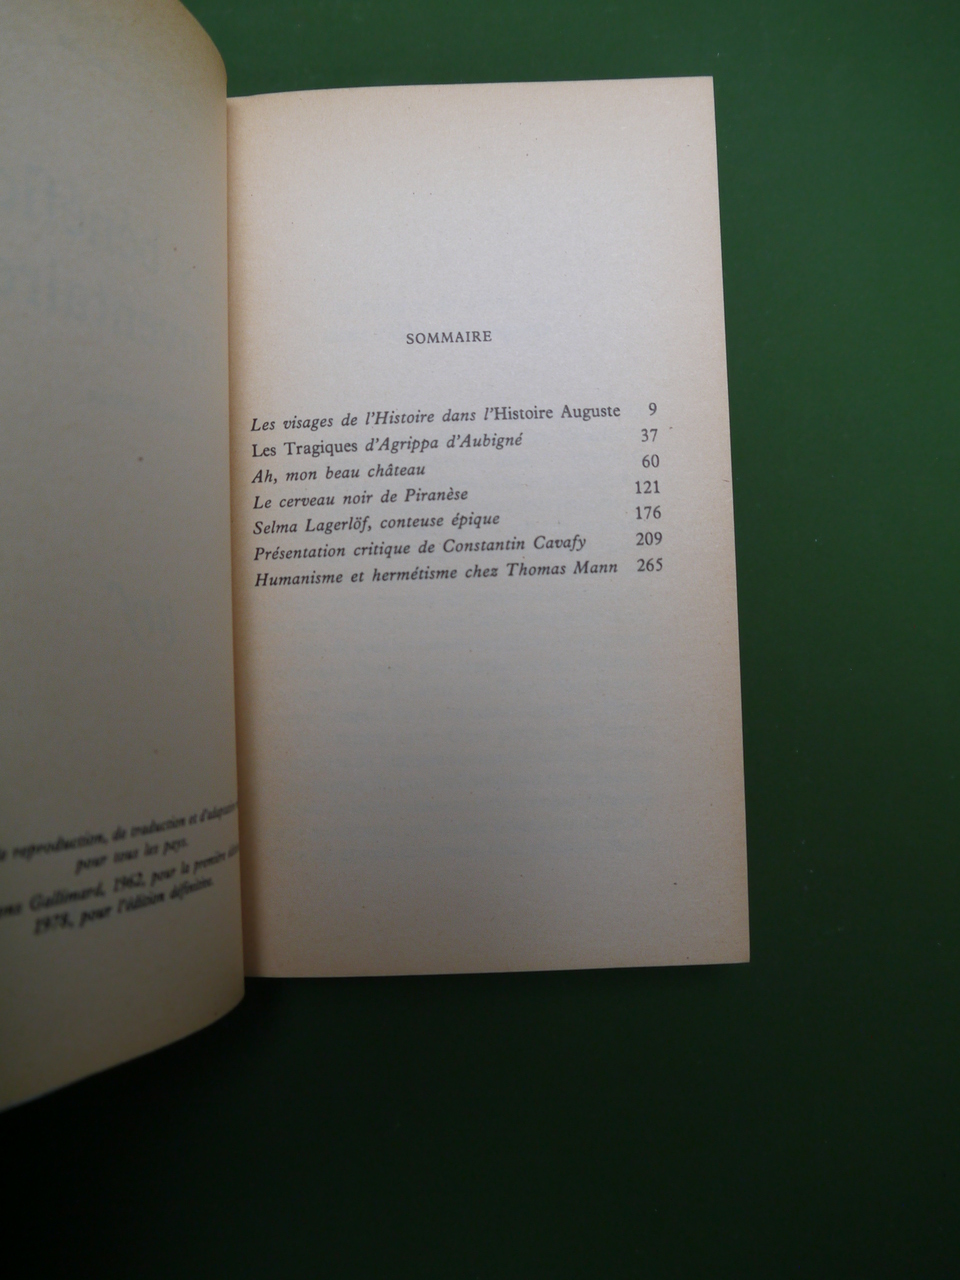 reproduction, de traduction et
pour tous les pays.
Gallimard, 1962, pour la première
1978, pour l'édition définitive.
SOMMAIRE
Les visages de l'Histoire dans l'Histoire Auguste 9
Les Tragiques d'Agrippa d'Aubigné 37
Ah, mon beau château 60
Le cerveau noir de Piranèse 121
Selma Lagerlöf, conteuse épique 176
Présentation critique de Constantin Cavafy 209
Humanisme et hermétisme chez Thomas Mann 265